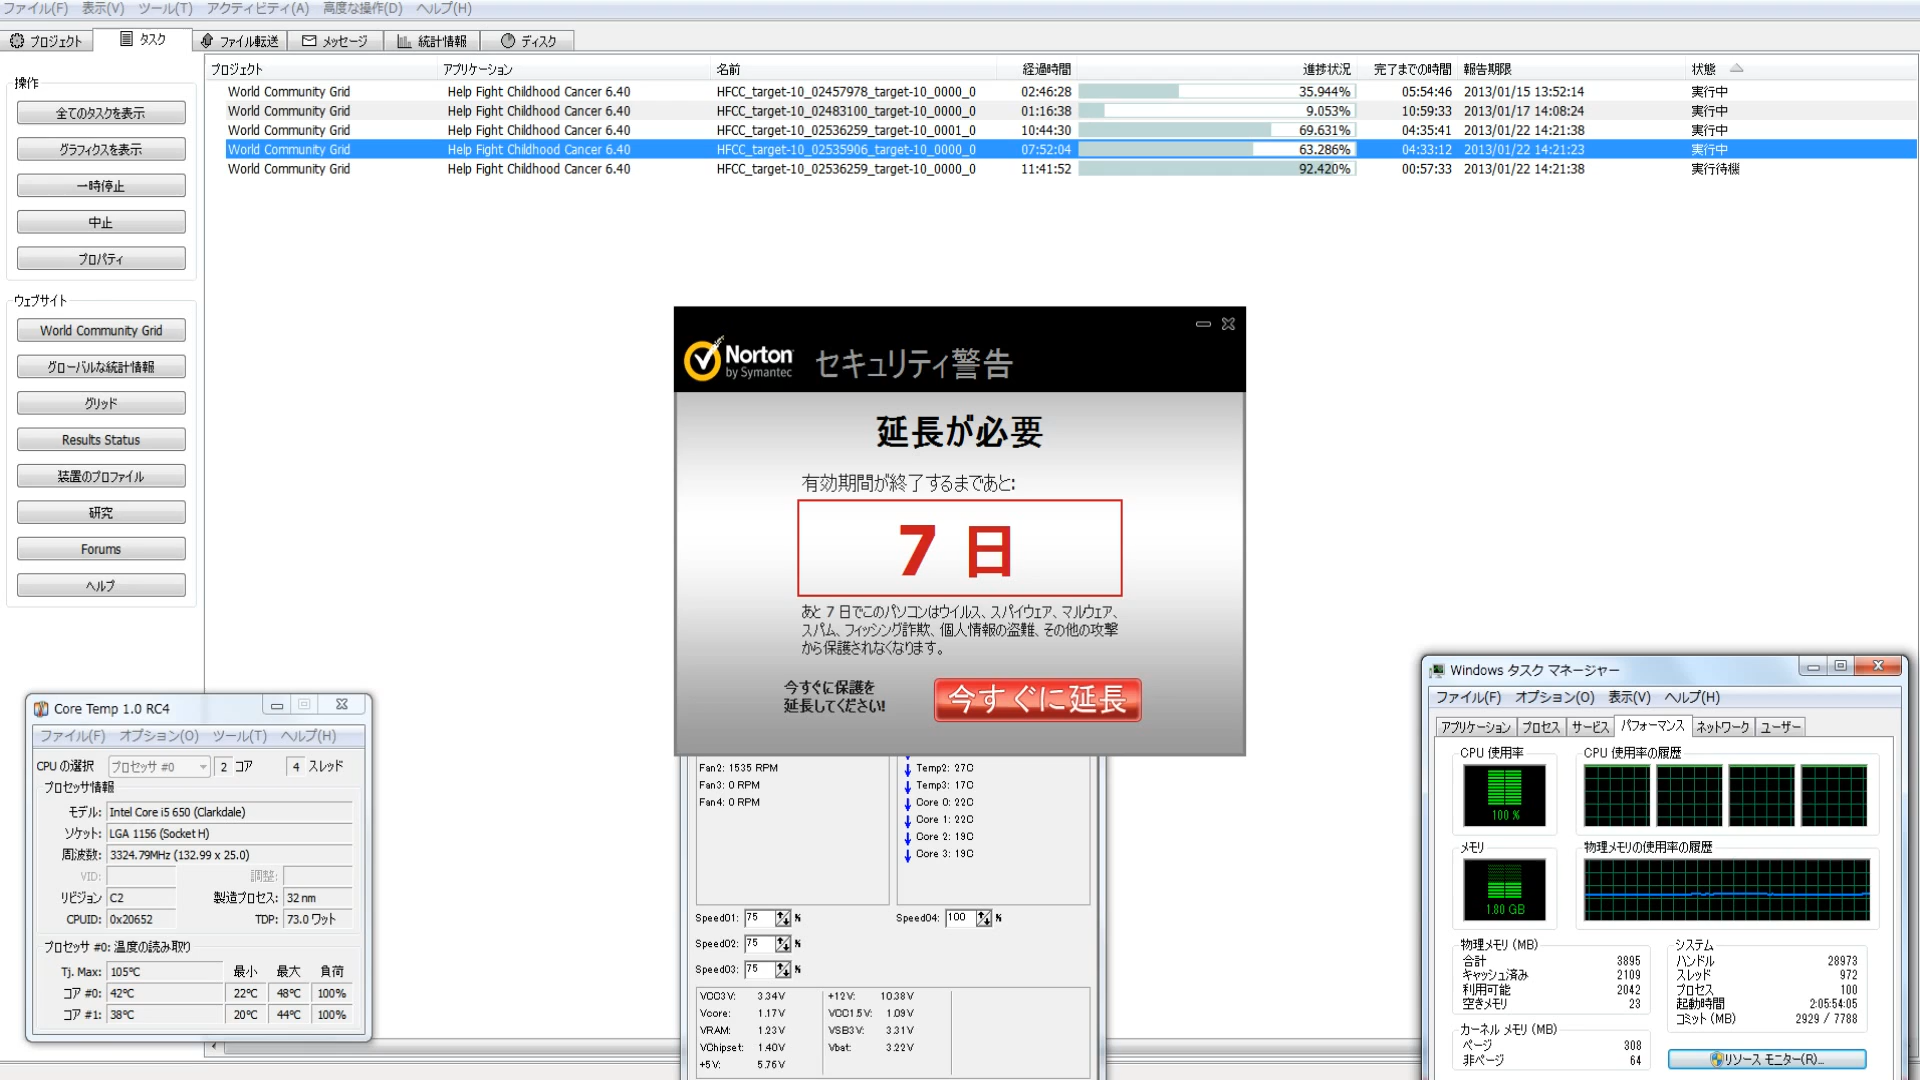 ファイル(F) 表示(V) ツール(T) アクティビティ(A) 高度な操作(D) ヘルプ(H)
プロジェクト タスク ファイル転送 メッセージ 統計情報 ディスク
操作
全てのタスクを表示
グラフィクスを表示
一時停止
中止
プロパティ
ウェブサイト
World Community Grid
グローバルな統計情報
グリッド
Results Status
装置のプロファイル
研究
Forums
ヘルプ
プロジェクト アプリケーション 名前 経過時間 進捗状況 完了までの時間 報告期限 状態
World Community Grid Help Fight Childhood Cancer 6.40 HFCC_target-10_02457978_target-10_0000_0 02:46:28 35.944% 05:54:46 2013/01/15 13:52:14 実行中
World Community Grid Help Fight Childhood Cancer 6.40 HFCC_target-10_02483100_target-10_0000_0 01:16:38 9.053% 10:59:33 2013/01/17 14:08:24 実行中
World Community Grid Help Fight Childhood Cancer 6.40 HFCC_target-10_02536259_target-10_0001_0 10:44:30 69.631% 04:35:41 2013/01/22 14:21:38 実行中
World Community Grid Help Fight Childhood Cancer 6.40 HFCC_target-10_02535906_target-10_0000_0 07:52:04 63.286% 04:33:12 2013/01/22 14:21:23 実行中
World Community Grid Help Fight Childhood Cancer 6.40 HFCC_target-10_02536259_target-10_0000_0 11:41:52 92.420% 00:57:33 2013/01/22 14:21:38 実行待機
Norton by Symantec セキュリティ警告
延長が必要
有効期間が終了するまであと:
7 日
あと 7 日でこのパソコンはウイルス、スパイウェア、マルウェア、
スパム、フィッシング詐欺、個人情報の盗難、その他の攻撃
から保護されなくなります。
今すぐに保護を
延長してください!
今すぐに延長
Core Temp 1.0 RC4
ファイル(F) オプション(O) ツール(T) ヘルプ(H)
CPU の選択 プロセッサ #0 2 コア 4 スレッド
プロセッサ情報
モデル: Intel Core i5 650 (Clarkdale)
ソケット: LGA 1156 (Socket H)
周波数: 3324.79MHz (132.99 x 25.0)
VID: 調整:
リビジョン C2 製造プロセス: 32 nm
CPUID: 0x20652 TDP: 73.0 ワット
プロセッサ #0: 温度の読み取り
Tj. Max: 105℃ 最小 最大 負荷
コア #0: 42℃ 22℃ 48℃ 100%
コア #1: 38℃ 20℃ 44℃ 100%
Fan2: 1535 RPM
Fan3: 0 RPM
Fan4: 0 RPM
Temp2: 27C
Temp3: 17C
Core 0: 22C
Core 1: 22C
Core 2: 19C
Core 3: 19C
Speed01: 75 % Speed04: 100 %
Speed02: 75 %
Speed03: 75 %
VCC3V: 3.34V +12V: 10.38V
Vcore: 1.17V VCC1.5V: 1.09V
VRAM: 1.23V VSB3V: 3.31V
VChipset: 1.40V Vbat: 3.22V
+5V: 5.76V
Windows タスク マネージャー
ファイル(F) オプション(O) 表示(V) ヘルプ(H)
アプリケーション プロセス サービス パフォーマンス ネットワーク ユーザー
CPU 使用率 CPU 使用率の履歴
100 %
メモリ 物理メモリの使用率の履歴
1.80 GB
物理メモリ (MB)
合計 3895
キャッシュ済み 2109
利用可能 2042
空きメモリ 23
カーネル メモリ (MB)
ページ 308
非ページ 64
システム
ハンドル 28973
スレッド 972
プロセス 100
起動時間 2:05:54:05
コミット (MB) 2929 / 7788
リソース モニター(R)...